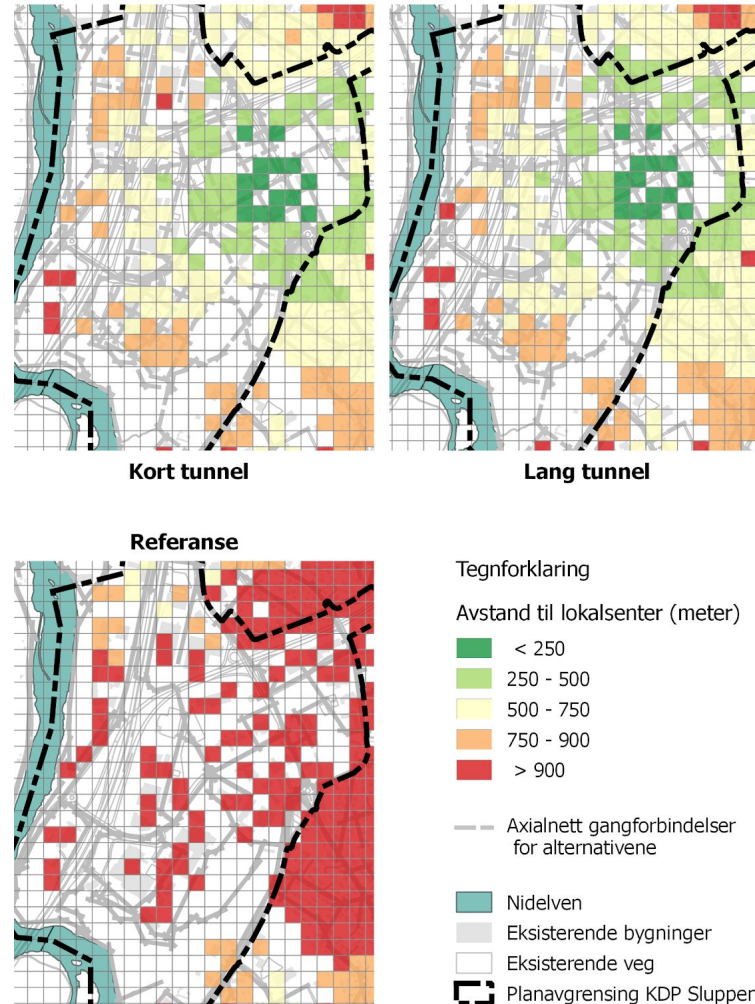 Kort tunnel
Lang tunnel
Referanse
Tegnforklaring
Avstand til lokalsenter (meter)
< 250
250 - 500
500 - 750
750 - 900
> 900
Axialnett gangforbindelser
for alternativene
Nidelven
Eksisterende bygninger
Eksisterende veg
Planavgrensing KDP Sluppen